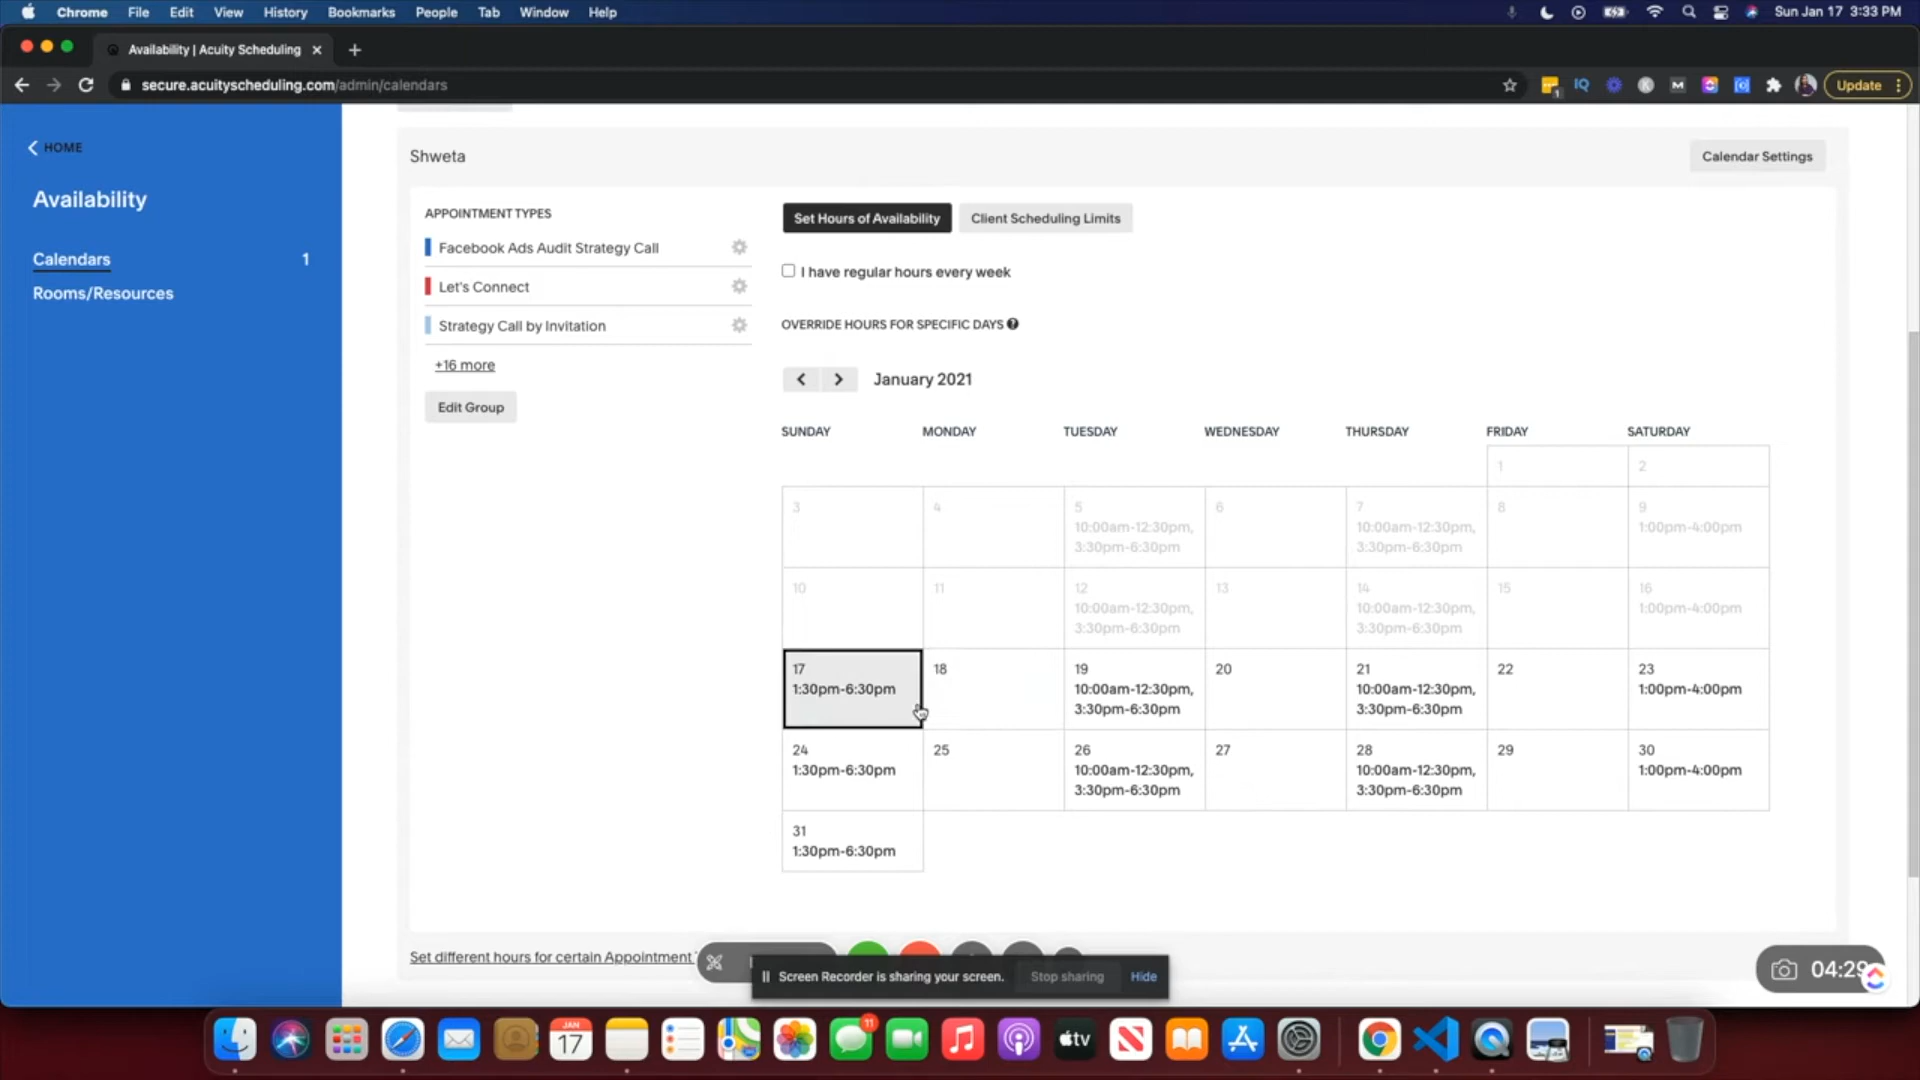 Chrome File Edit View History Bookmarks People Tab Window Help Sun Jan 17 3:33 PM
Availability | Acuity Scheduling
secure.acuityscheduling.com/admin/calendars
Update
HOME
Availability
Calendars 1
Rooms/Resources
Shweta
Calendar Settings
APPOINTMENT TYPES
Facebook Ads Audit Strategy Call
Let's Connect
Strategy Call by Invitation
+16 more
Edit Group
Set Hours of Availability Client Scheduling Limits
I have regular hours every week
OVERRIDE HOURS FOR SPECIFIC DAYS
January 2021
SUNDAY MONDAY TUESDAY WEDNESDAY THURSDAY FRIDAY SATURDAY
1 2
3 4 5 6 7 8 9
10:00am-12:30pm, 10:00am-12:30pm, 1:00pm-4:00pm
3:30pm-6:30pm 3:30pm-6:30pm
10 11 12 13 14 15 16
10:00am-12:30pm, 10:00am-12:30pm, 1:00pm-4:00pm
3:30pm-6:30pm 3:30pm-6:30pm
17 18 19 20 21 22 23
1:30pm-6:30pm 10:00am-12:30pm, 10:00am-12:30pm, 1:00pm-4:00pm
3:30pm-6:30pm 3:30pm-6:30pm
24 25 26 27 28 29 30
1:30pm-6:30pm 10:00am-12:30pm, 10:00am-12:30pm, 1:00pm-4:00pm
3:30pm-6:30pm 3:30pm-6:30pm
31
1:30pm-6:30pm
Set different hours for certain Appointment
Screen Recorder is sharing your screen. Stop sharing Hide
04:29
11
JAN
17
tv